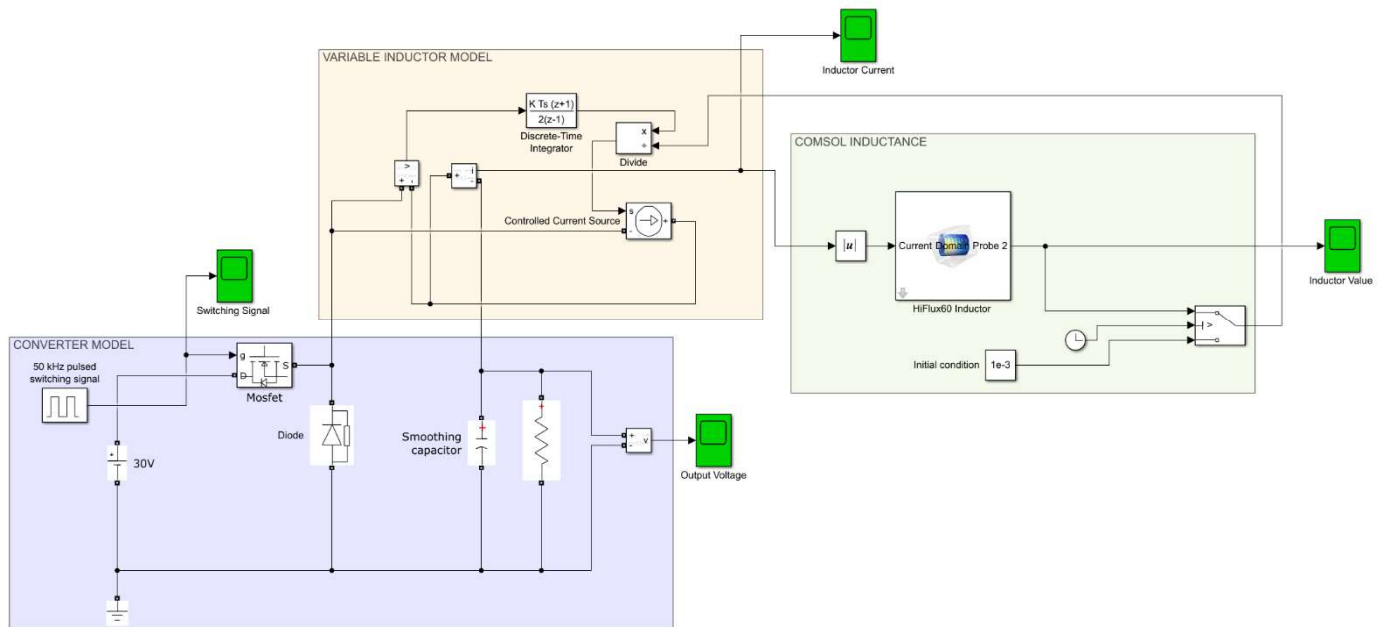 VARIABLE INDUCTOR MODEL
Inductor Current
K Ts (z+1)
2(z-1)
Discrete-Time
Integrator
x
÷
Divide
COMSOL INDUCTANCE
v
+ -
+ i
-
Controlled Current Source
s
-
+
|u|
Current Domain Probe 2
HiFlux60 Inductor
Inductor Value
>
Initial condition
1e-3
Switching Signal
CONVERTER MODEL
50 kHz pulsed
switching signal
g
D
S
Mosfet
+
30V
Diode
Smoothing
capacitor
+
+
+
-
v
Output Voltage